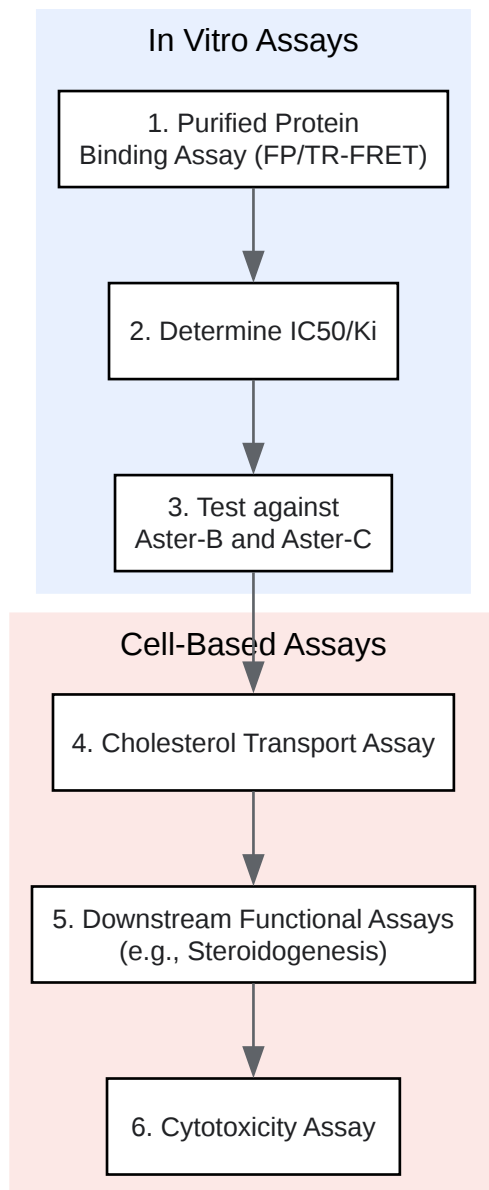 In Vitro Assays
1. Purified Protein
Binding Assay (FP/TR-FRET)
2. Determine IC50/Ki
3. Test against
Aster-B and Aster-C
Cell-Based Assays
4. Cholesterol Transport Assay
5. Downstream Functional Assays
(e.g., Steroidogenesis)
6. Cytotoxicity Assay